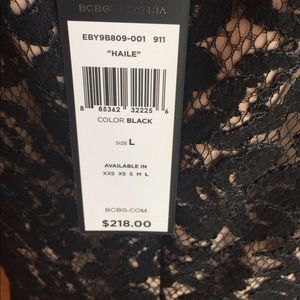 EBY9B809-001 911
"HAILE"
8 85362 32225 6
COLOR BLACK
SIZE L
AVAILABLE IN
XXS XS S M L
BCBG.COM
$218.00